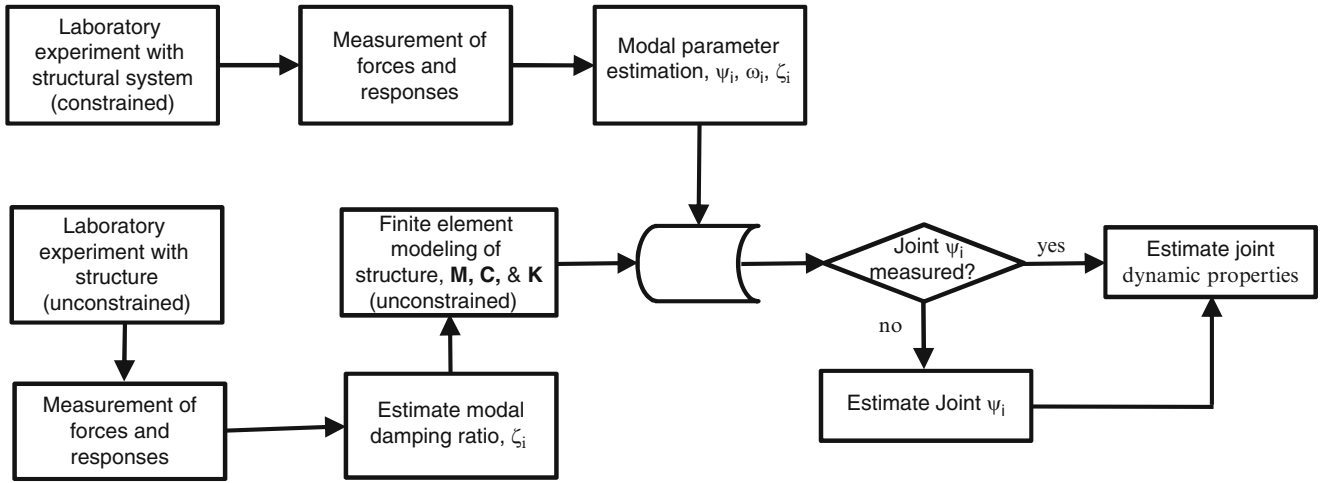 Laboratory
experiment with
structural system
(constrained)
Measurement of
forces and
responses
Modal parameter
estimation, ψi, ωi, ζi
Laboratory
experiment with
structure
(unconstrained)
Finite element
modeling of
structure, M, C, & K
(unconstrained)
Joint ψi
measured?
yes
Estimate joint
dynamic properties
no
Measurement of
forces and
responses
Estimate modal
damping ratio, ζi
Estimate Joint ψi